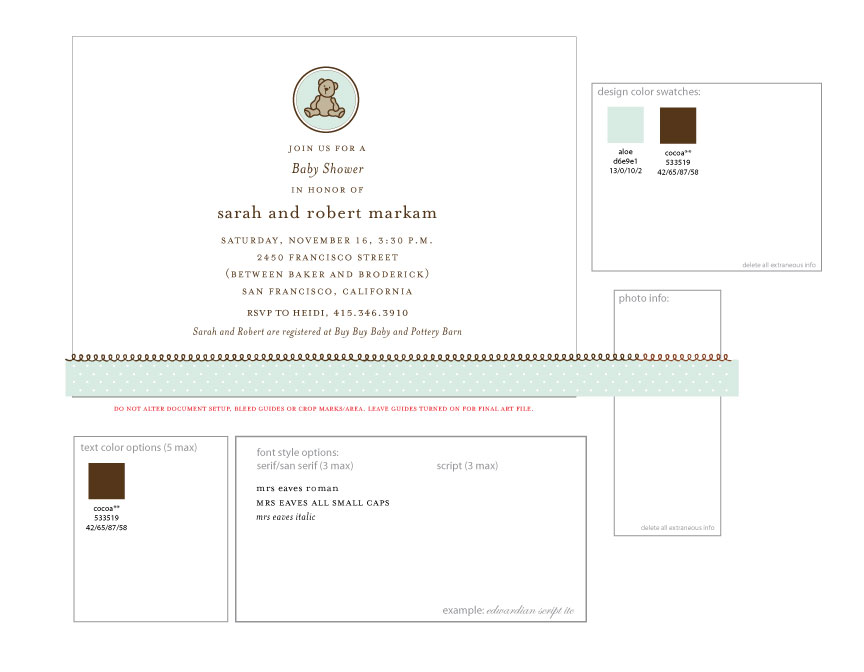 JOIN US FOR A
Baby Shower
IN HONOR OF
sarah and robert markam
SATURDAY, NOVEMBER 16, 3:30 P.M.
2450 FRANCISCO STREET
(BETWEEN BAKER AND BRODERICK)
SAN FRANCISCO, CALIFORNIA
RSVP TO HEIDI, 415.346.3910
Sarah and Robert are registered at Buy Buy Baby and Pottery Barn
DO NOT ALTER DOCUMENT SETUP, BLEED GUIDES OR CROP MARKS/AREA. LEAVE GUIDES TURNED ON FOR FINAL ART FILE.
design color swatches:
aloe
d6e9e1
13/0/10/2
cocoa**
533519
42/65/87/58
delete all extraneous info
photo info:
delete all extraneous info
text color options (5 max)
cocoa**
533519
42/65/87/58
font style options:
serif/san serif (3 max)
script (3 max)
mrs eaves roman
MRS EAVES ALL SMALL CAPS
mrs eaves italic
example: edwardian script itc